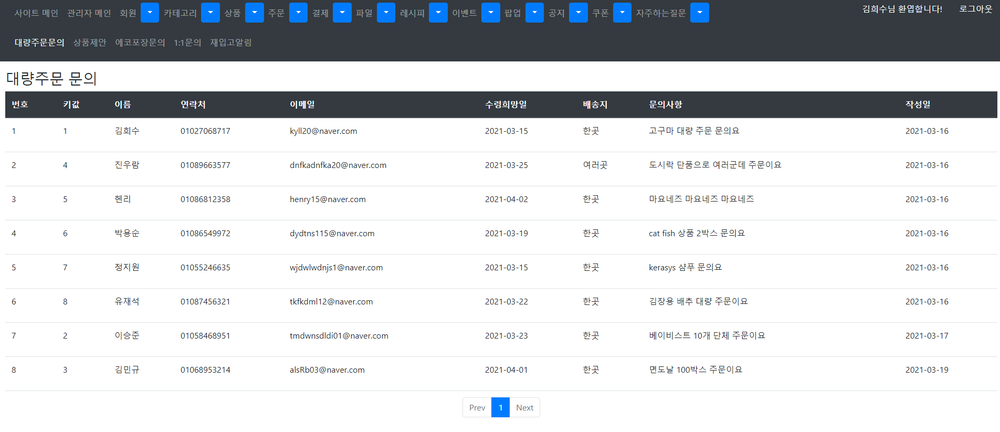 사이트 메인 관리자 메인 회원 카테고리 상품 주문 결제 파일 레시피 이벤트 팝업 공지 쿠폰 자주하는질문 김희수님 환엽합니다! 로그아웃
대량주문문의 상품제안 에코포장문의 1:1문의 재입고알림
대량주문 문의
번호 키값 이름 연락처 이메일 수령희망일 배송지 문의사항 작성일
1 1 김희수 01027068717 kyll20@naver.com 2021-03-15 한곳 고구마 대량 주문 문의요 2021-03-16
2 4 진우람 01089663577 dnfkadnfka20@naver.com 2021-03-25 여러곳 도시락 단품으로 여러군데 주문이요 2021-03-16
3 5 헨리 01086812358 henry15@naver.com 2021-04-02 한곳 마요네즈 마요네즈 마요네즈 2021-03-16
4 6 박용순 01086549972 dydtns115@naver.com 2021-03-19 한곳 cat fish 상품 2박스 문의요 2021-03-16
5 7 정지원 01055246635 wjdwlwdnjs1@naver.com 2021-03-15 한곳 kerasys 샴푸 문의요 2021-03-16
6 8 유재석 01087456321 tkfkdml12@naver.com 2021-03-22 한곳 김장용 배추 대량 주문이요 2021-03-16
7 2 이승준 01058468951 tmdwnsdldi01@naver.com 2021-03-23 한곳 베이비스트 10개 단체 주문이요 2021-03-17
8 3 김민규 01068953214 alsRb03@naver.com 2021-04-01 한곳 면도날 100박스 주문이요 2021-03-19
Prev 1 Next